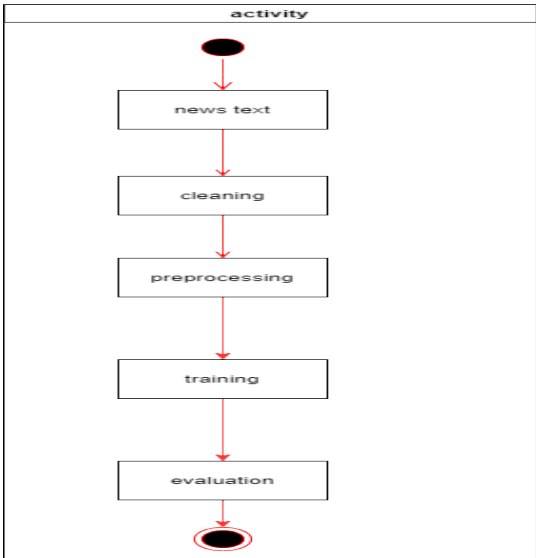 activity
news text
cleaning
preprocessing
training
evaluation